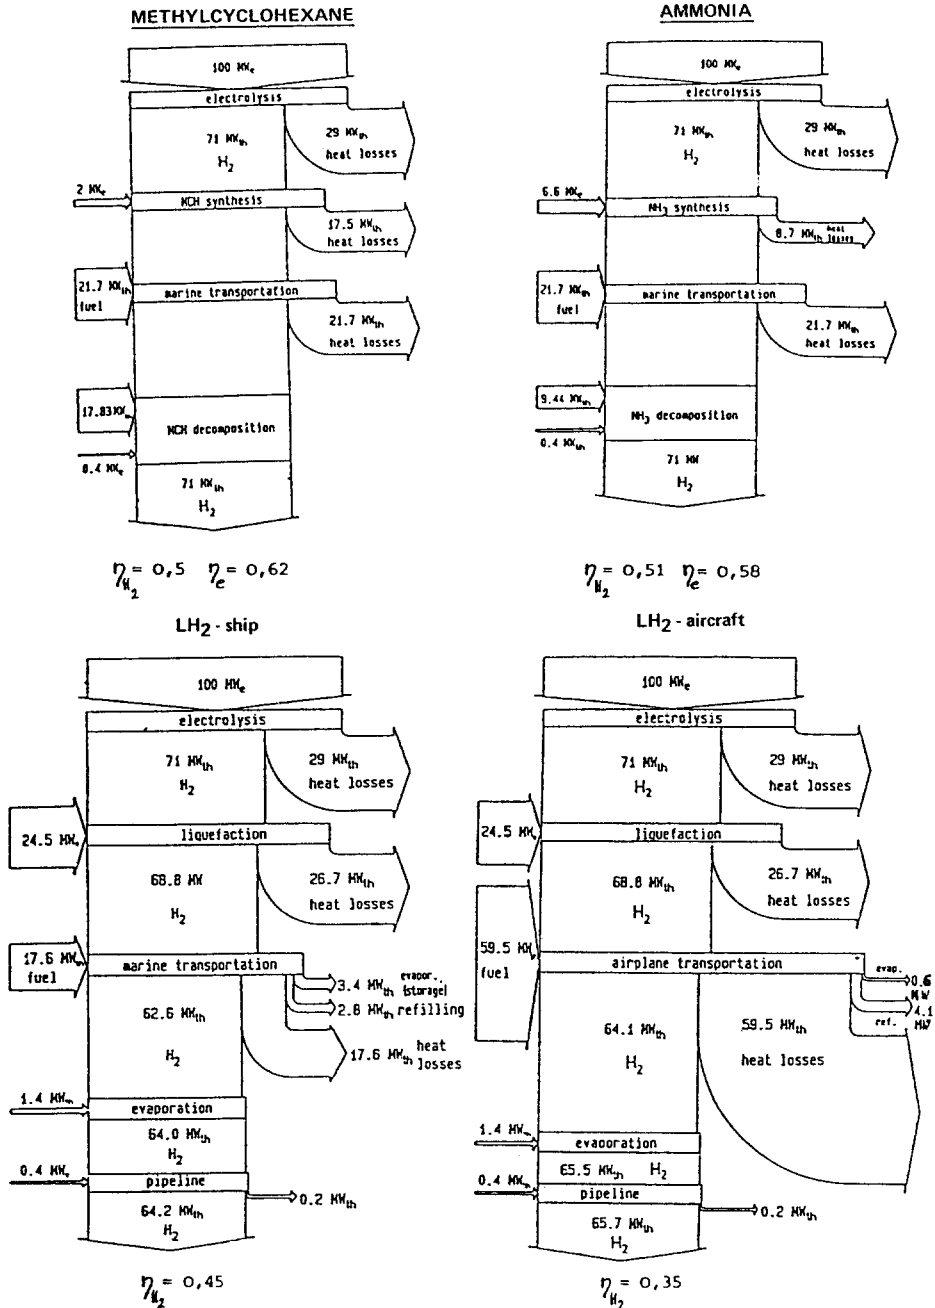 METHYLCYCLOHEXANE
100 MWe
electrolysis
71 MWth
H2
29 MWth
heat losses
2 MWe
MCH synthesis
17.5 MWth
heat losses
21.7 MWth
fuel
marine transportation
21.7 MWth
heat losses
17.83 MW
MCH decomposition
0.4 MWe
71 MWth
H2
ηH2 = 0,5 ηe = 0,62
AMMONIA
100 MWe
electrolysis
71 MWth
H2
29 MWth
heat losses
6.6 MWe
NH3 synthesis
8.7 MWth heat losses
21.7 MWth
fuel
marine transportation
21.7 MWth
heat losses
9.44 MWth
NH3 decomposition
0.4 MWth
71 MW
H2
ηH2 = 0,51 ηe = 0,58
LH2 - ship
100 MWe
electrolysis
71 MWth
H2
29 MWth
heat losses
24.5 MWe
liquefaction
68.8 MW
H2
26.7 MWth
heat losses
17.6 MWth
fuel
marine transportation
3.4 MWth evapor. (storage)
2.8 MWth refilling
17.6 MWth heat losses
62.6 MWth
H2
1.4 MWth
evaporation
64.0 MWth
H2
0.4 MWe
pipeline
0.2 MWth
64.2 MWth
H2
ηH2 = 0,45
LH2 - aircraft
100 MWe
electrolysis
71 MWth
H2
29 MWth
heat losses
24.5 MWe
liquefaction
68.8 MWth
H2
26.7 MWth
heat losses
59.5 MW
fuel
airplane transportation
evap.
0.6 MW
4.1 MW
ref.
64.1 MWth
H2
59.5 MWth
heat losses
1.4 MWth
evaporation
65.5 MWth H2
0.4 MWth
pipeline
0.2 MWth
65.7 MWth
H2
ηH2 = 0,35